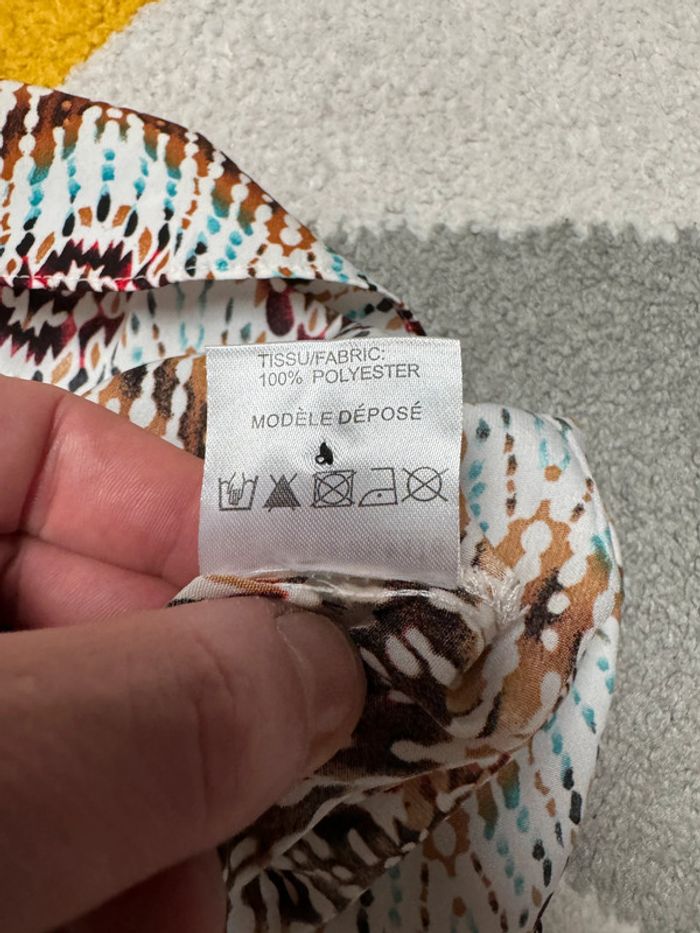 TISSU/FABRIC:
100% POLYESTER
MODÈLE DÉPOSÉ